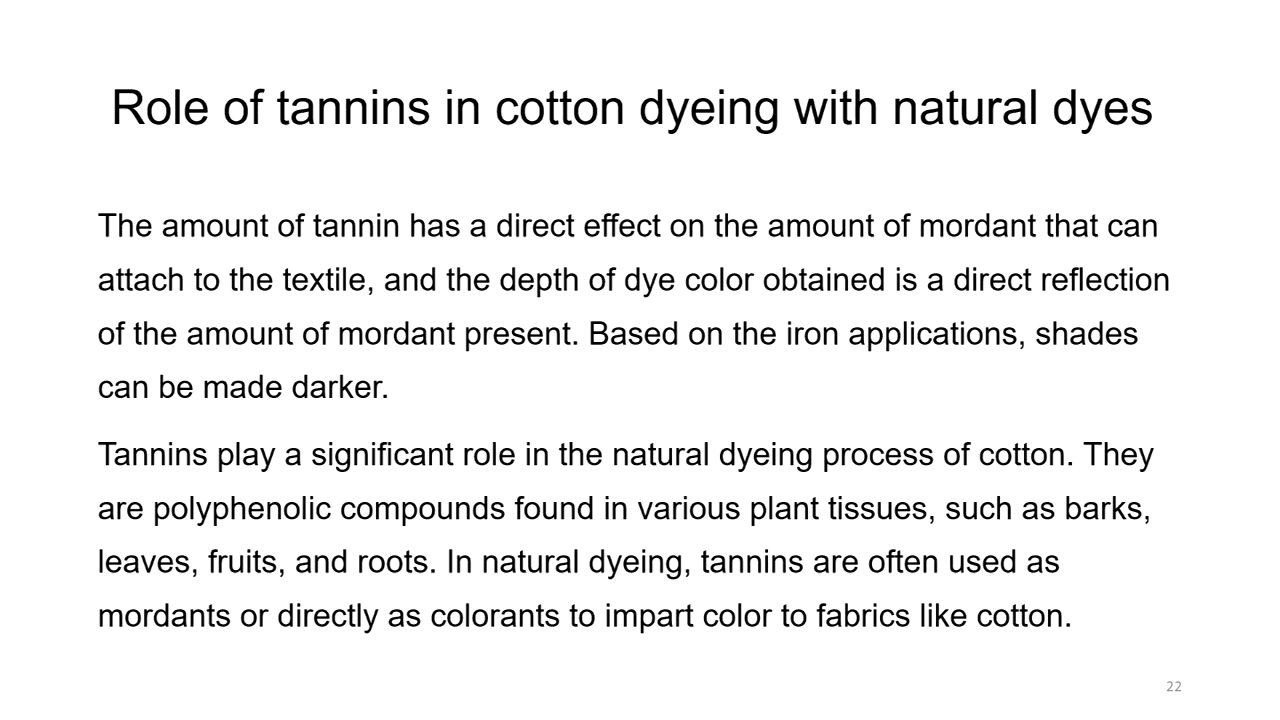 Role of tannins in cotton dyeing with natural dyes
The amount of tannin has a direct effect on the amount of mordant that can
attach to the textile, and the depth of dye color obtained is a direct reflection
of the amount of mordant present. Based on the iron applications, shades
can be made darker.
Tannins play a significant role in the natural dyeing process of cotton. They
are polyphenolic compounds found in various plant tissues, such as barks,
leaves, fruits, and roots. In natural dyeing, tannins are often used as
mordants or directly as colorants to impart color to fabrics like cotton.
22